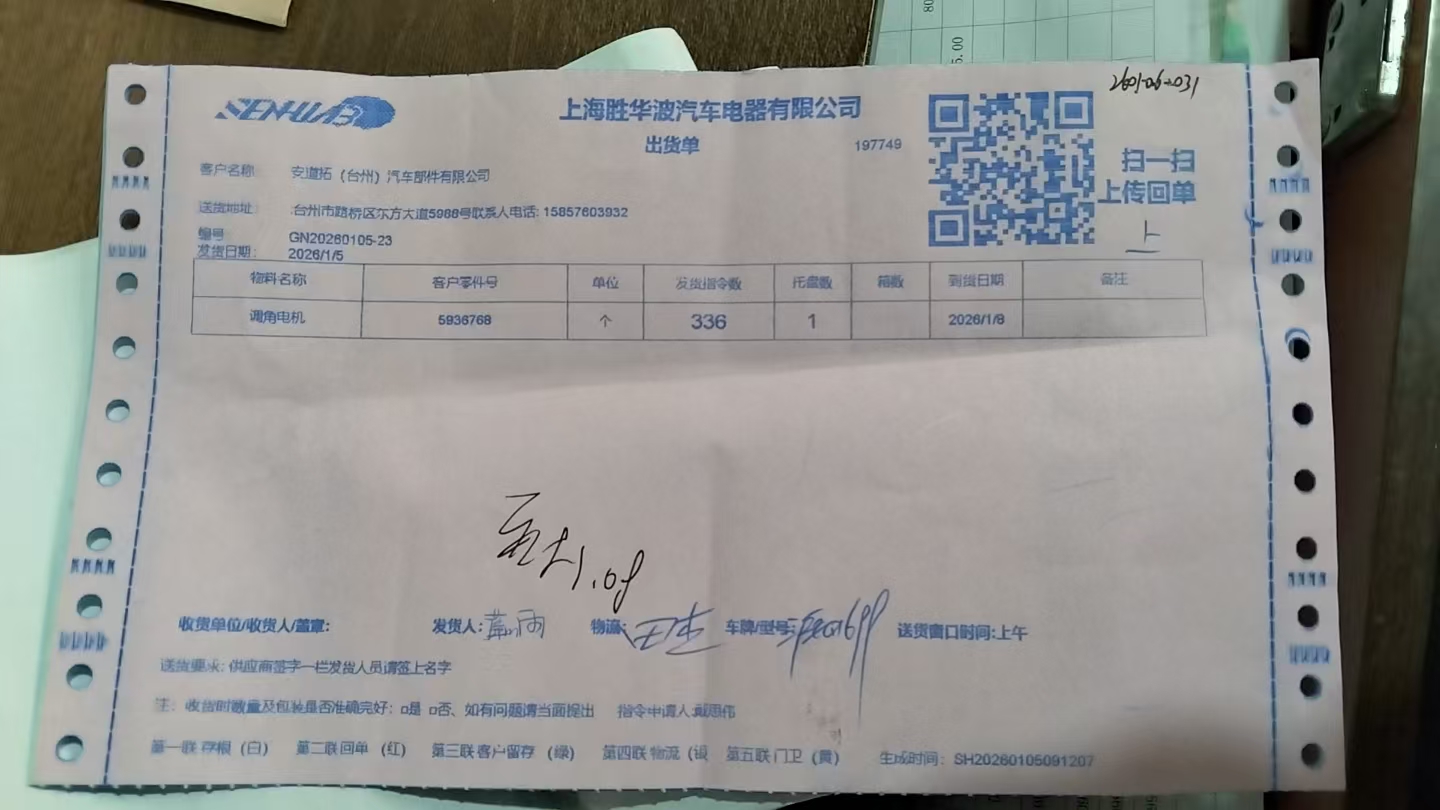 2601-06-031
SENHUAB
上海胜华波汽车电器有限公司
出货单
197749
扫一扫
上传回单
上
客户名称 安道拓（台州）汽车部件有限公司
送货地址: 台州市路桥区东方大道5988号联系人电话: 15857603932
编号 GN20260105-23
发货日期: 2026/1/5
物料名称 客户零件号 单位 发货指令数 托盘数 箱数 到货日期 备注
调角电机 5936768 个 336 1 2026/1/8
1.08
收货单位/收货人/盖章: 发货人: 物流: 车牌/型号: 送货窗口时间:上午
送货要求: 供应商签字一栏发货人员请签上名字
注: 收货时数量及包装是否准确完好: □是 □否、如有问题请当面提出 指令申请人:戴思伟
第一联 存根（白） 第二联 回单（红） 第三联 客户留存（绿） 第四联 物流（蓝 第五联 门卫（黄） 生成时间: SH20260105091207